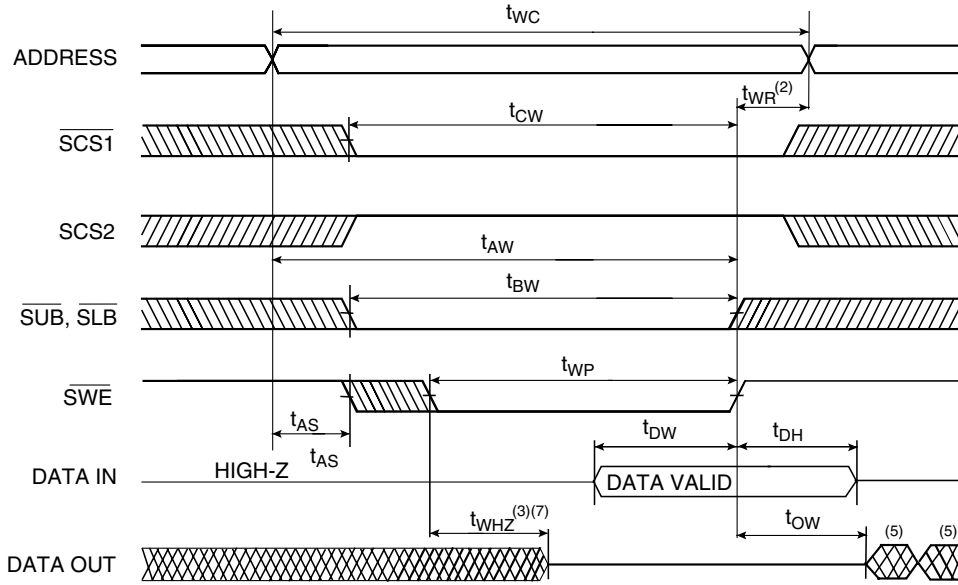 tWC
ADDRESS
tWR(2)
tCW
SCS1
SCS2
tAW
tBW
SUB, SLB
tWP
SWE
tAS
tAS
tDW
tDH
HIGH-Z
DATA IN
DATA VALID
tWHZ(3)(7)
tOW
(5)
(5)
DATA OUT